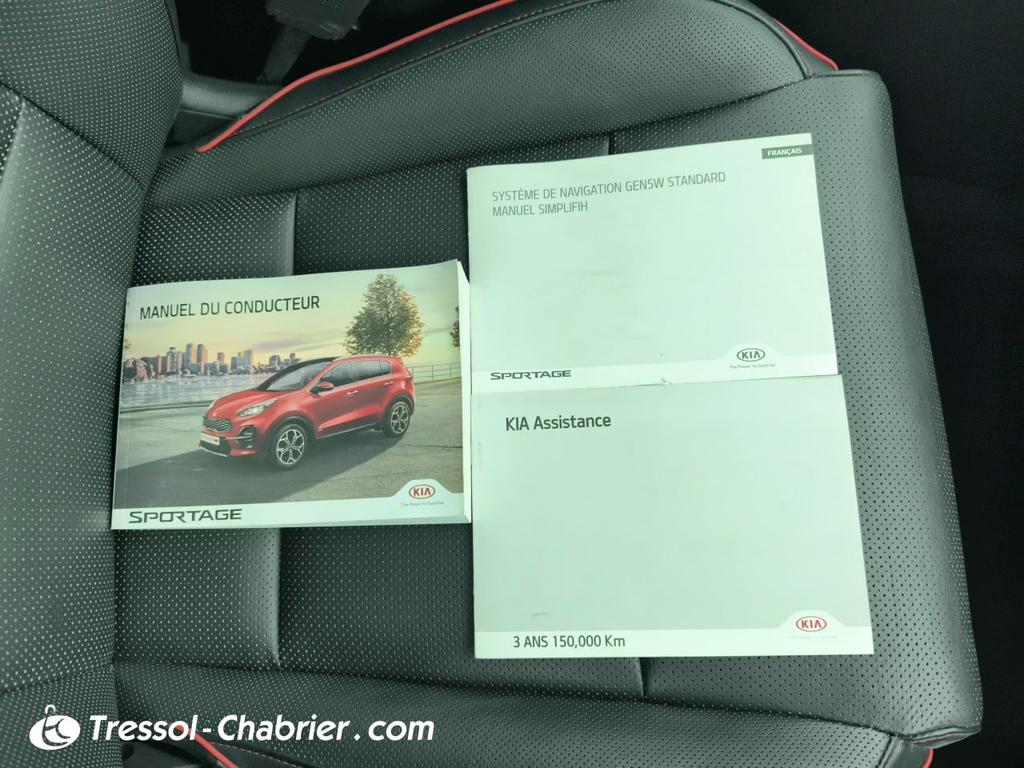 FRANÇAIS
SYSTÈME DE NAVIGATION GEN5W STANDARD
MANUEL SIMPLIFIH
MANUEL DU CONDUCTEUR
KIA
The Power to Surprise
SPORTAGE
KIA Assistance
KIA
The Power to Surprise
SPORTAGE
KIA
3 ANS 150,000 Km
Tressol-Chabrier.com